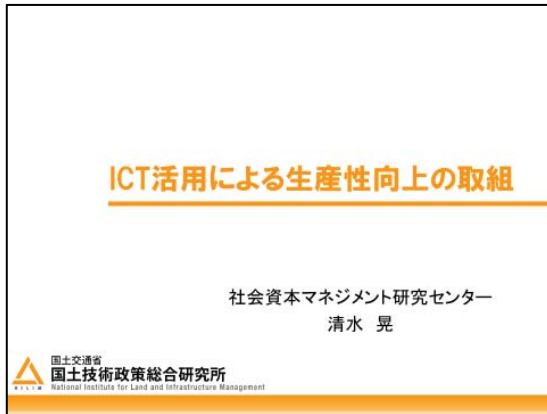 ICT活用による生産性向上の取組
社会資本マネジメント研究センター
清水 晃
国土交通省
国土技術政策総合研究所
National Institute for Land and Infrastructure Management
NILIM